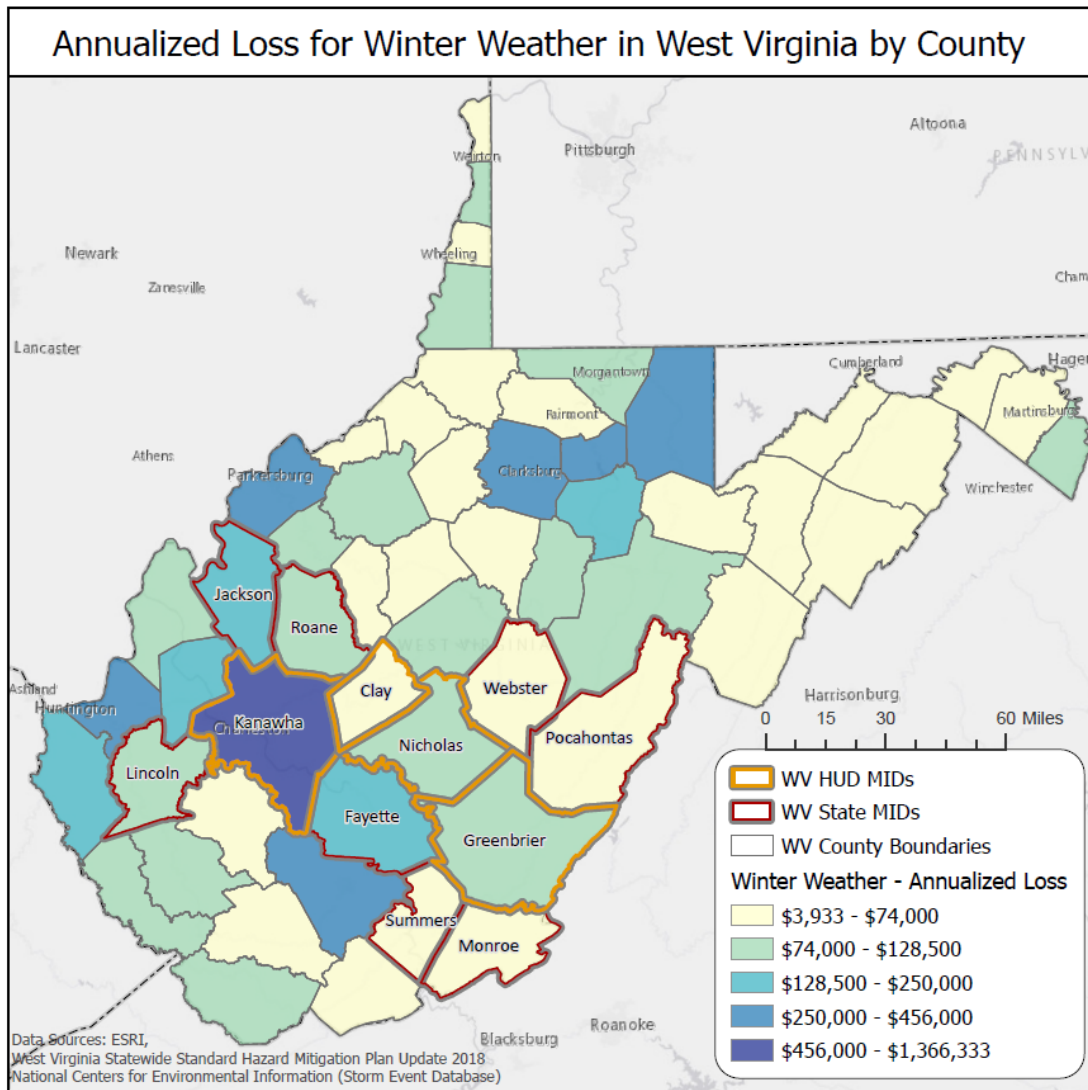 Annualized Loss for Winter Weather in West Virginia by County
Altoona
Pittsburgh
PENNSYLV
Weirton
Newark
Wheeling
Zanesville
Cham
Lancaster
Cumberland
Hager
Morgantown
Fairmont
Martinsburg
Athens
Parkersburg
Clarksburg
Winchester
Jackson
Roane
WEST VIRGINIA
Ashland
Huntington
Clay
Webster
Harrisonburg
Kanawha
Charleston
Nicholas
Pocahontas
0 15 30 60 Miles
Lincoln
Fayette
Greenbrier
Summers
Monroe
WV HUD MIDs
WV State MIDs
WV County Boundaries
Winter Weather - Annualized Loss
$3,933 - $74,000
$74,000 - $128,500
$128,500 - $250,000
$250,000 - $456,000
$456,000 - $1,366,333
Roanoke
Blacksburg
Data Sources: ESRI,
West Virginia Statewide Standard Hazard Mitigation Plan Update 2018
National Centers for Environmental Information (Storm Event Database)